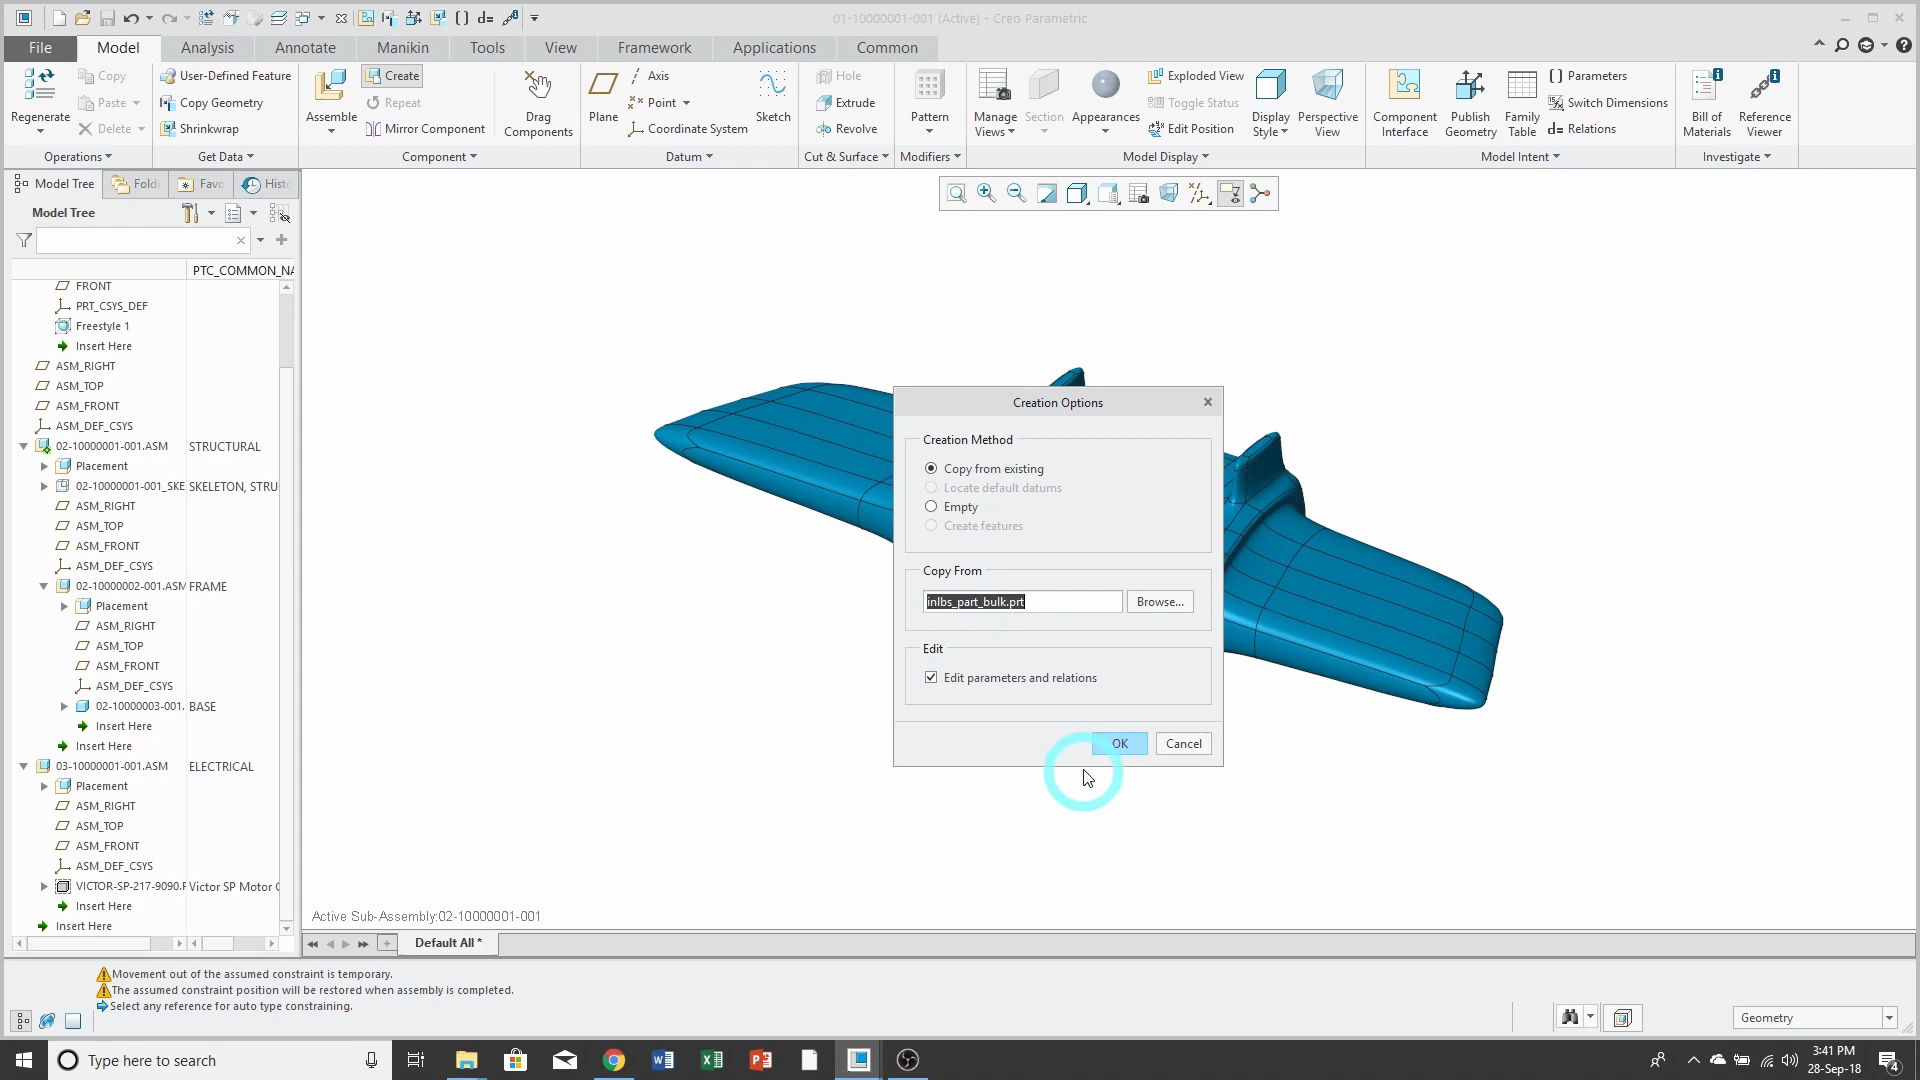 01-10000001-001 (Active) - Creo Parametric
File Model Analysis Annotate Manikin Tools View Framework Applications Common
Regenerate
Copy
Paste
Delete
Operations
User-Defined Feature
Copy Geometry
Shrinkwrap
Get Data
Assemble
Create
Repeat
Mirror Component
Drag Components
Component
Plane
Axis
Point
Coordinate System
Sketch
Datum
Hole
Extrude
Revolve
Cut & Surface
Pattern
Modifiers
Manage Views
Section
Appearances
Exploded View
Toggle Status
Edit Position
Display Style
Perspective View
Model Display
Component Interface
Publish Geometry
Family Table
Parameters
Switch Dimensions
d= Relations
Model Intent
Bill of Materials
Reference Viewer
Investigate
Model Tree Fold Favo Histo
Model Tree
PTC_COMMON_NA
FRONT
PRT_CSYS_DEF
Freestyle 1
Insert Here
ASM_RIGHT
ASM_TOP
ASM_FRONT
ASM_DEF_CSYS
02-10000001-001.ASM STRUCTURAL
Placement
02-10000001-001_SKE SKELETON, STRU
ASM_RIGHT
ASM_TOP
ASM_FRONT
ASM_DEF_CSYS
02-10000002-001.ASM FRAME
Placement
ASM_RIGHT
ASM_TOP
ASM_FRONT
ASM_DEF_CSYS
02-10000003-001. BASE
Insert Here
Insert Here
03-10000001-001.ASM ELECTRICAL
Placement
ASM_RIGHT
ASM_TOP
ASM_FRONT
ASM_DEF_CSYS
VICTOR-SP-217-9090.P Victor SP Motor C
Insert Here
Insert Here
Creation Options
Creation Method
Copy from existing
Locate default datums
Empty
Create features
Copy From
inlbs_part_bulk.prt Browse...
Edit
Edit parameters and relations
OK Cancel
Active Sub-Assembly:02-10000001-001
Default All *
Movement out of the assumed constraint is temporary.
The assumed constraint position will be restored when assembly is completed.
Select any reference for auto type constraining.
Geometry
Type here to search
3:41 PM
28-Sep-18
4